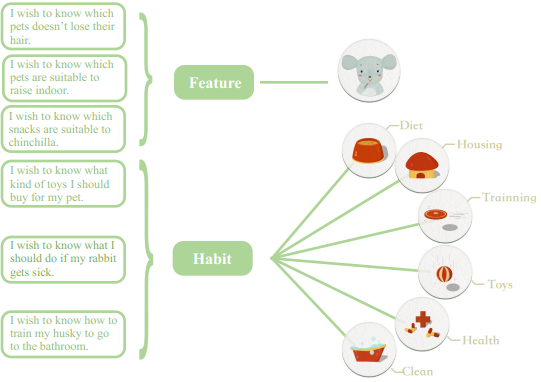 I wish to know which
pets doesn't lose their
hair.
I wish to know which
pets are suitable to
raise indoor.
I wish to know which
snacks are suitable to
chinchilla.
I wish to know what
kind of toys I should
buy for my pet.
I wish to know what I
should do if my rabbit
gets sick.
I wish to know how to
train my husky to go
to the bathroom.
Feature
Habit
Diet
Housing
Trainning
Toys
Health
Clean